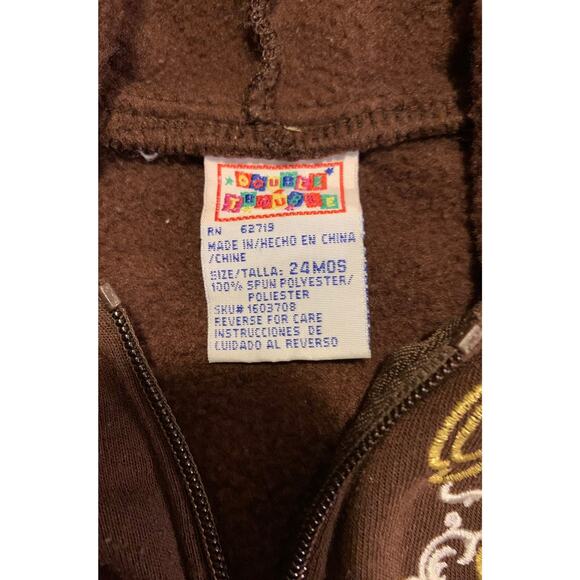 DOUBLE
TROUBLE
RN 62719
MADE IN/HECHO EN CHINA
/CHINE
SIZE/TALLA: 24MOS
100% SPUN POLYESTER/
POLIESTER
SKU# 1603708
REVERSE FOR CARE
INSTRUCCIONES DE
CUIDADO AL REVERSO